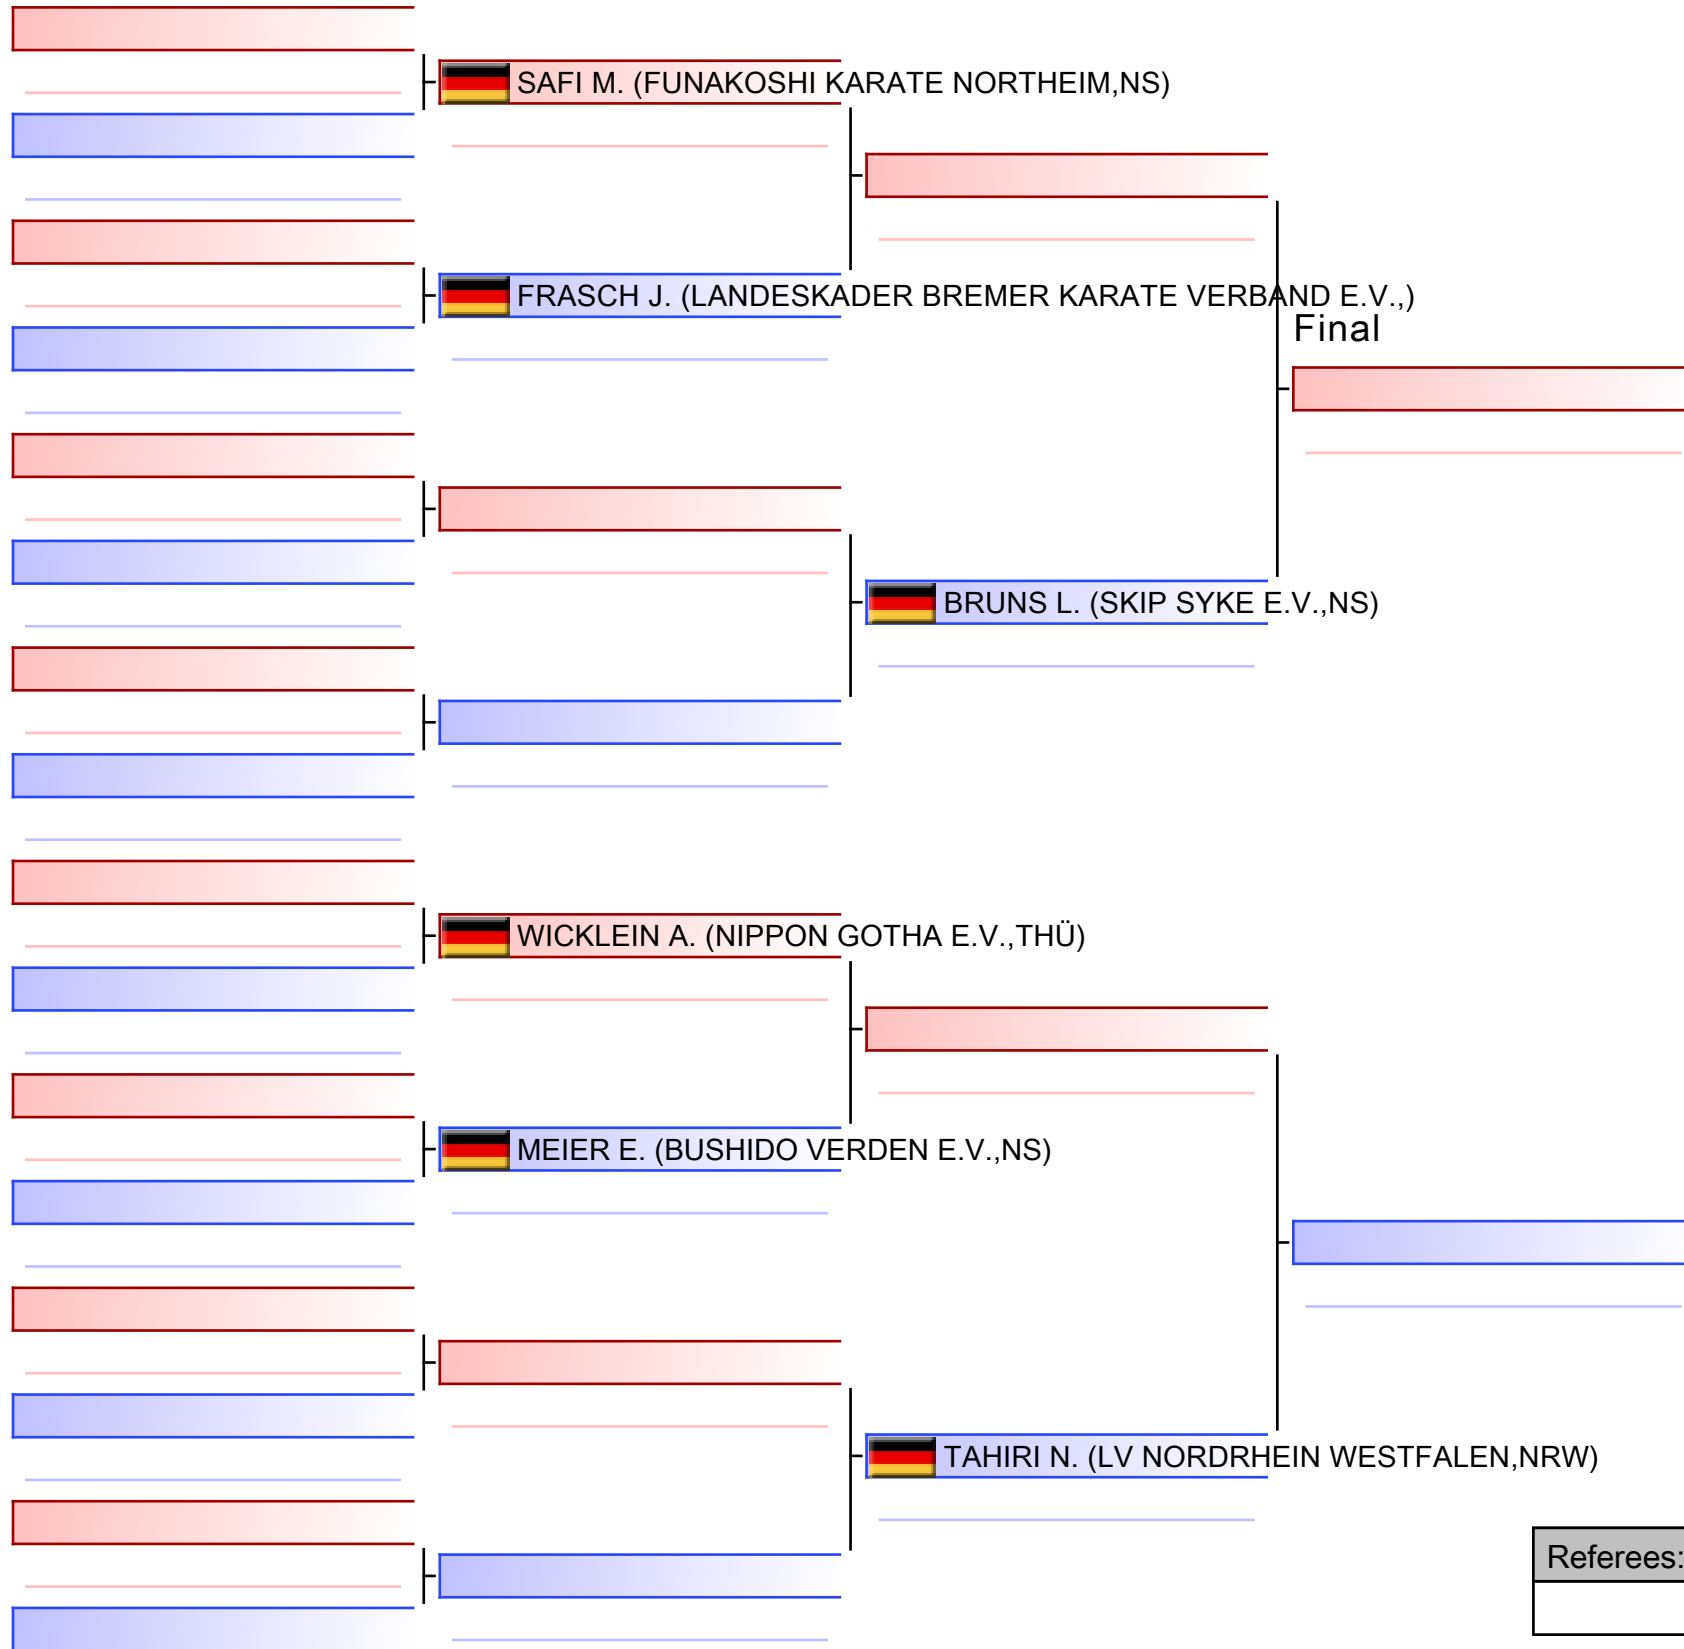 SAFI M. (FUNAKOSHI KARATE NORTHEIM,NS)
FRASCH J. (LANDESKADER BREMER KARATE VERBAND E.V.,)
Final
BRUNS L. (SKIP SYKE E.V.,NS)
WICKLEIN A. (NIPPON GOTHA E.V.,THÜ)
MEIER E. (BUSHIDO VERDEN E.V.,NS)
TAHIRI N. (LV NORDRHEIN WESTFALEN,NRW)
Referees: